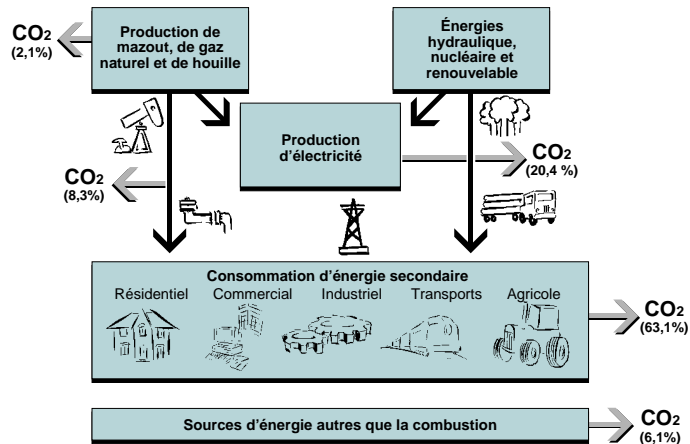 CO2
(2,1%)
Production de
mazout, de gaz
naturel et de houille
Énergies
hydraulique,
nucléaire et
renouvelable
Production
d'électricité
CO2
(20,4 %)
CO2
(8,3%)
Consommation d'énergie secondaire
Résidentiel Commercial Industriel Transports Agricole
CO2
(63,1%)
Sources d'énergie autres que la combustion
CO2
(6,1%)